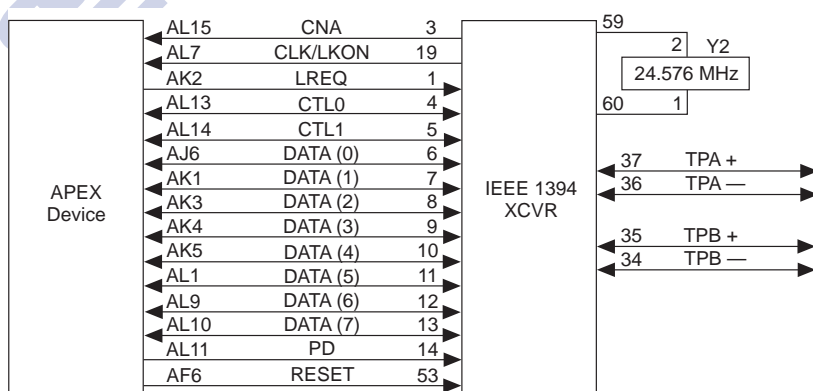 AL15 CNA 3
AL7 CLK/LKON 19
AK2 LREQ 1
AL13 CTL0 4
AL14 CTL1 5
AJ6 DATA (0) 6
AK1 DATA (1) 7
AK3 DATA (2) 8
AK4 DATA (3) 9
AK5 DATA (4) 10
AL1 DATA (5) 11
AL9 DATA (6) 12
AL10 DATA (7) 13
AL11 PD 14
AF6 RESET 53
APEX
Device
IEEE 1394
XCVR
59
2 Y2
24.576 MHz
60 1
37 TPA +
36 TPA —
35 TPB +
34 TPB —